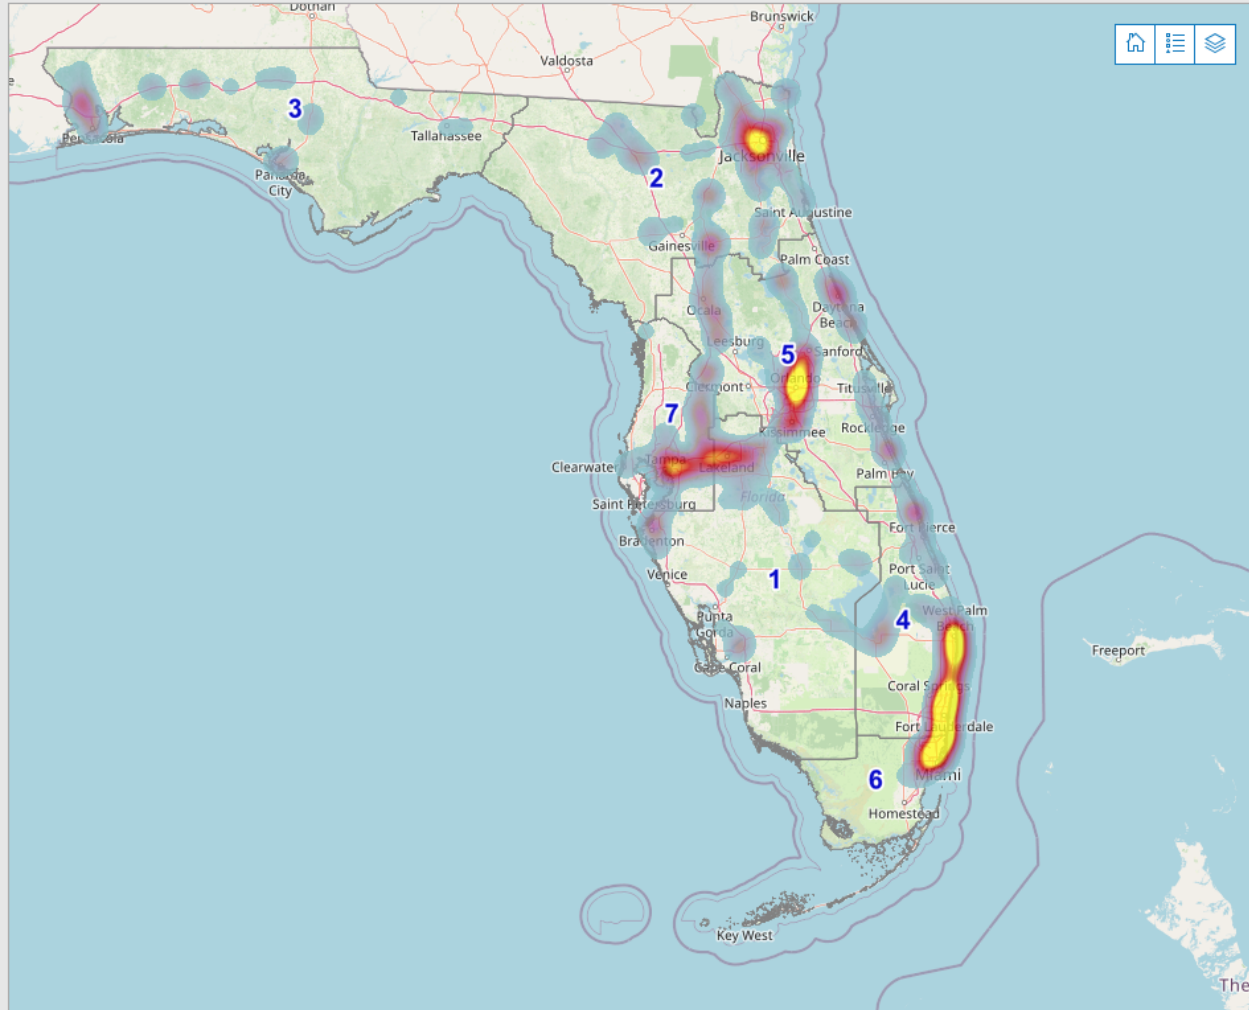 Dothan
Brunswick
Valdosta
3
Tallahassee
Pensacola
Jacksonville
Panama
City
2
Saint Augustine
Gainesville
Palm Coast
Ocala
Daytona
Beach
Leesburg
5
Sanford
Orlando
Clermont
Titusville
7
Kissimmee
Rockledge
Tampa
Lakeland
Clearwater
Palm Bay
Saint Petersburg
Florida
Fort Pierce
Bradenton
Venice
1
Port Saint
Lucie
Punta
Gorda
4
West Palm
Beach
Freeport
Cape Coral
Coral Springs
Naples
Fort Lauderdale
6
Miami
Homestead
Key West
The